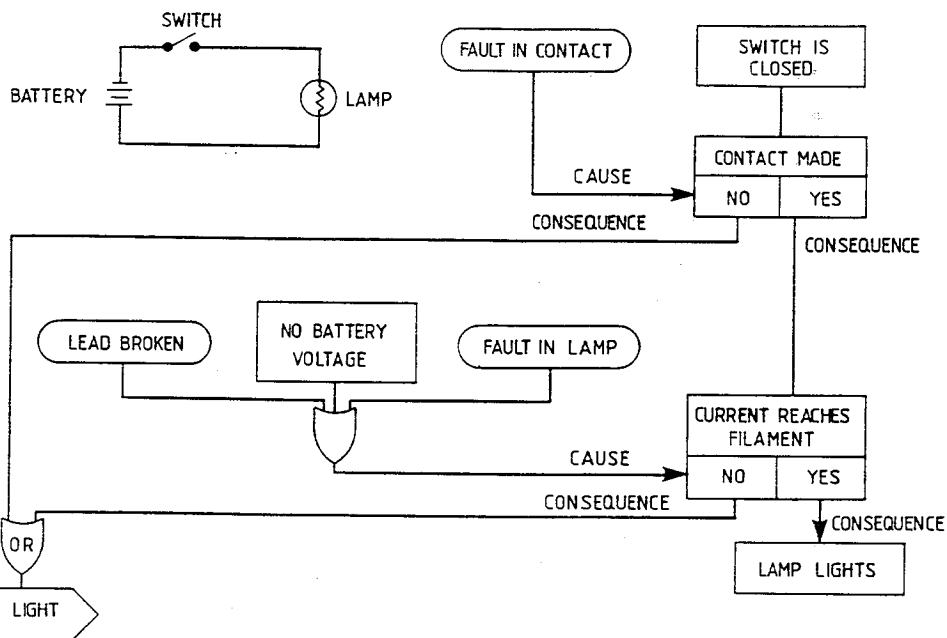 SWITCH
BATTERY
LAMP
FAULT IN CONTACT
SWITCH IS
CLOSED
CONTACT MADE
NO
YES
CAUSE
CONSEQUENCE
CONSEQUENCE
LEAD BROKEN
NO BATTERY
VOLTAGE
FAULT IN LAMP
CURRENT REACHES
FILAMENT
NO
YES
CAUSE
CONSEQUENCE
CONSEQUENCE
OR
LAMP LIGHTS
LIGHT